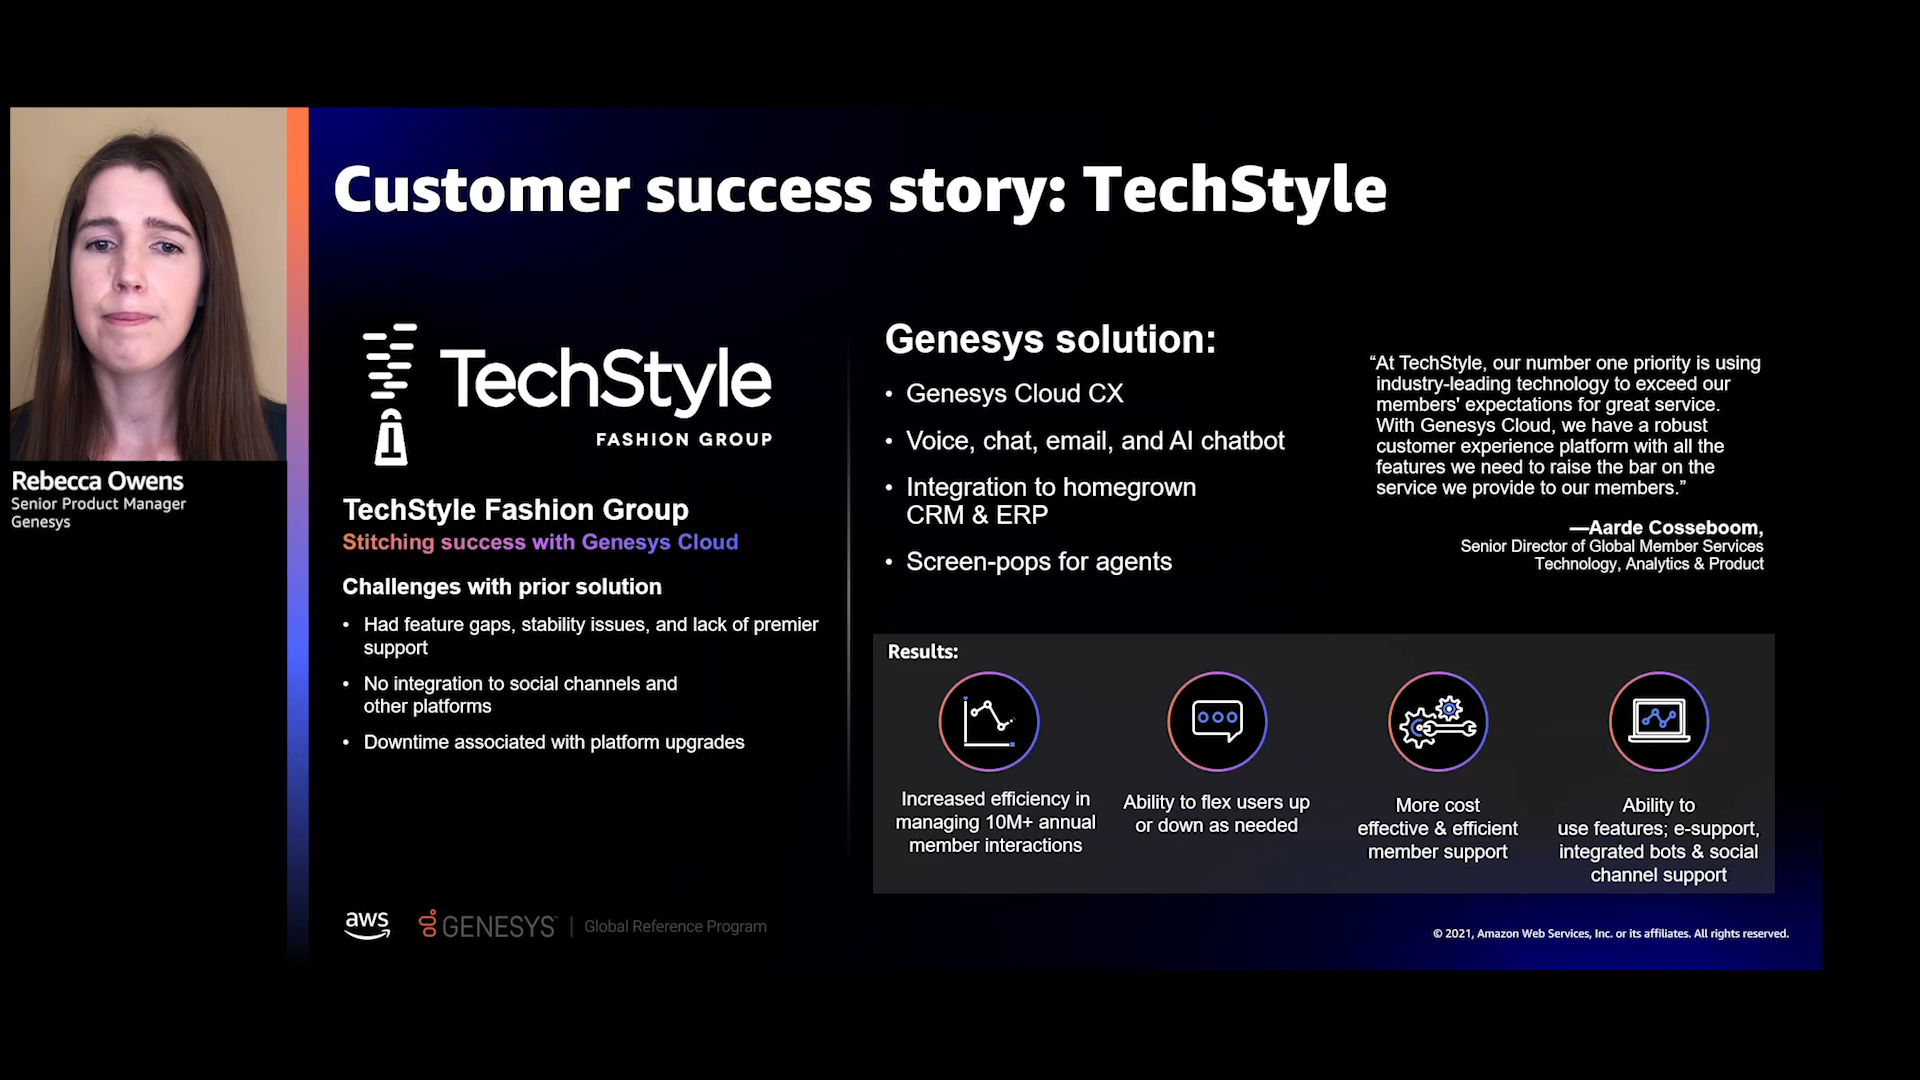 Rebecca Owens
Senior Product Manager
Genesys
Customer success story: TechStyle
TechStyle
FASHION GROUP
TechStyle Fashion Group
Stitching success with Genesys Cloud
Challenges with prior solution
• Had feature gaps, stability issues, and lack of premier
support
• No integration to social channels and
other platforms
• Downtime associated with platform upgrades
Genesys solution:
• Genesys Cloud CX
• Voice, chat, email, and AI chatbot
• Integration to homegrown
CRM & ERP
• Screen-pops for agents
“At TechStyle, our number one priority is using
industry-leading technology to exceed our
members' expectations for great service.
With Genesys Cloud, we have a robust
customer experience platform with all the
features we need to raise the bar on the
service we provide to our members.”
—Aarde Cosseboom,
Senior Director of Global Member Services
Technology, Analytics & Product
Results:
Increased efficiency in
managing 10M+ annual
member interactions
Ability to flex users up
or down as needed
More cost
effective & efficient
member support
Ability to
use features; e-support,
integrated bots & social
channel support
aws
GENESYS™ | Global Reference Program
© 2021, Amazon Web Services, Inc. or its affiliates. All rights reserved.